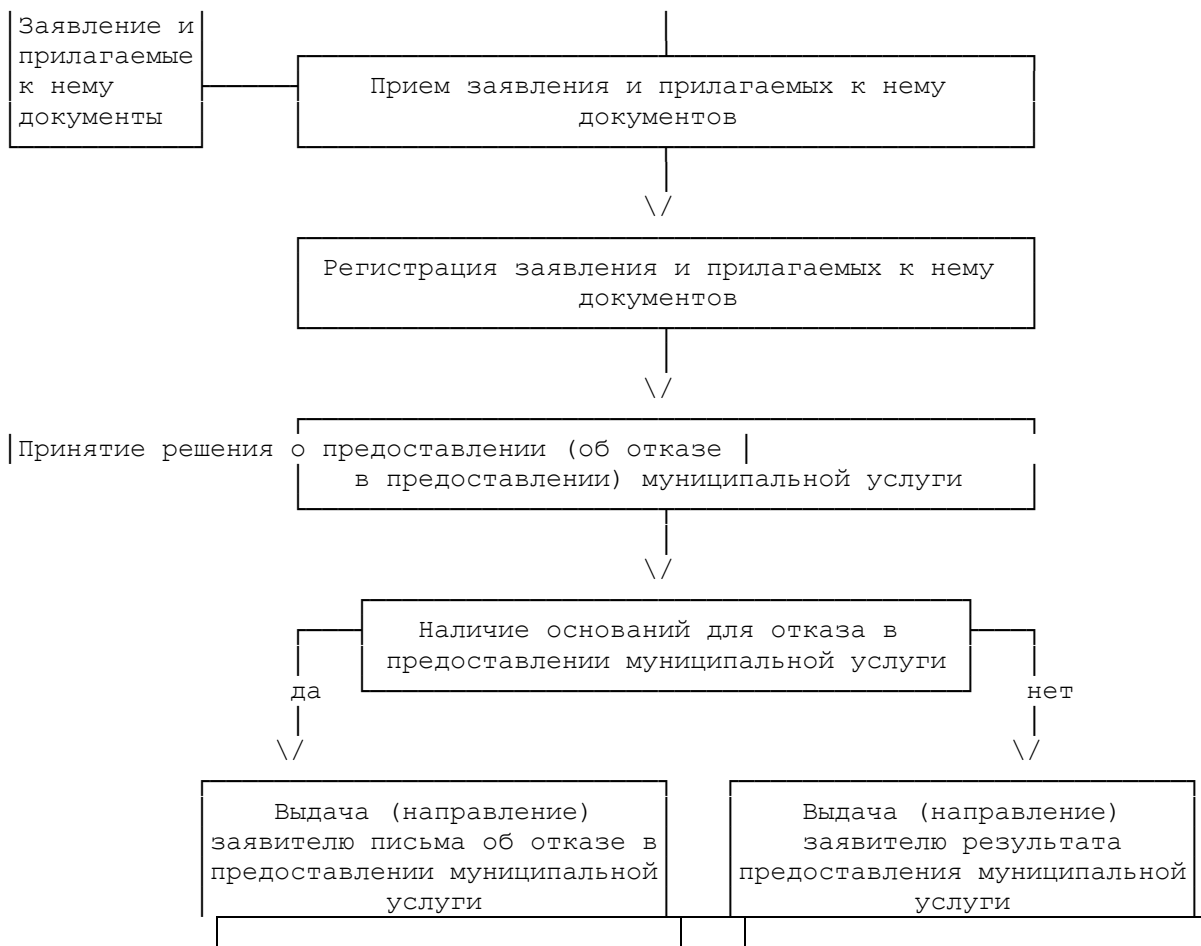 Заявление и
прилагаемые
к нему
документы
Прием заявления и прилагаемых к нему
документов
\/
Регистрация заявления и прилагаемых к нему
документов
\/
Принятие решения о предоставлении (об отказе
в предоставлении) муниципальной услуги
\/
Наличие оснований для отказа в
предоставлении муниципальной услуги
да
нет
\/
\/
Выдача (направление)
заявителю письма об отказе в
предоставлении муниципальной
услуги
Выдача (направление)
заявителю результата
предоставления муниципальной
услуги